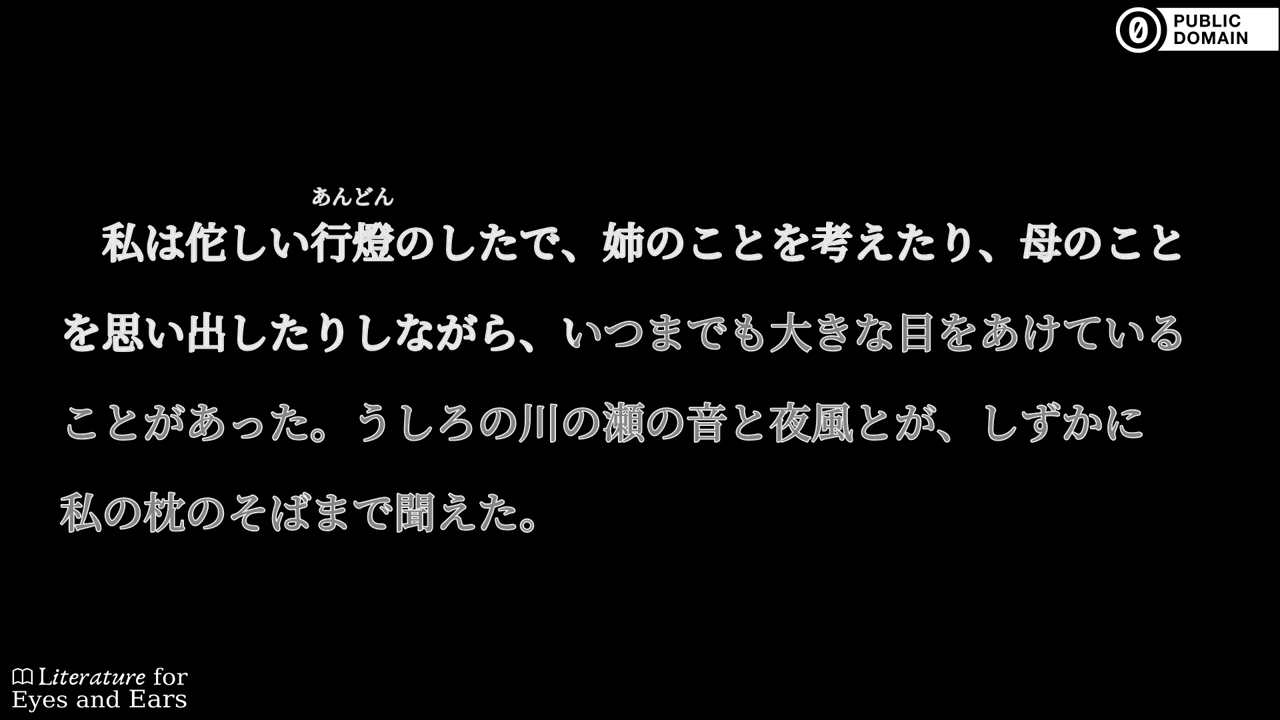 PUBLIC
DOMAIN
あんどん
私は侘しい行燈のしたで、姉のことを考えたり、母のこと
を思い出したりしながら、いつまでも大きな目をあけている
ことがあった。うしろの川の瀬の音と夜風とが、しずかに
私の枕のそばまで聞えた。
Literature for
Eyes and Ears